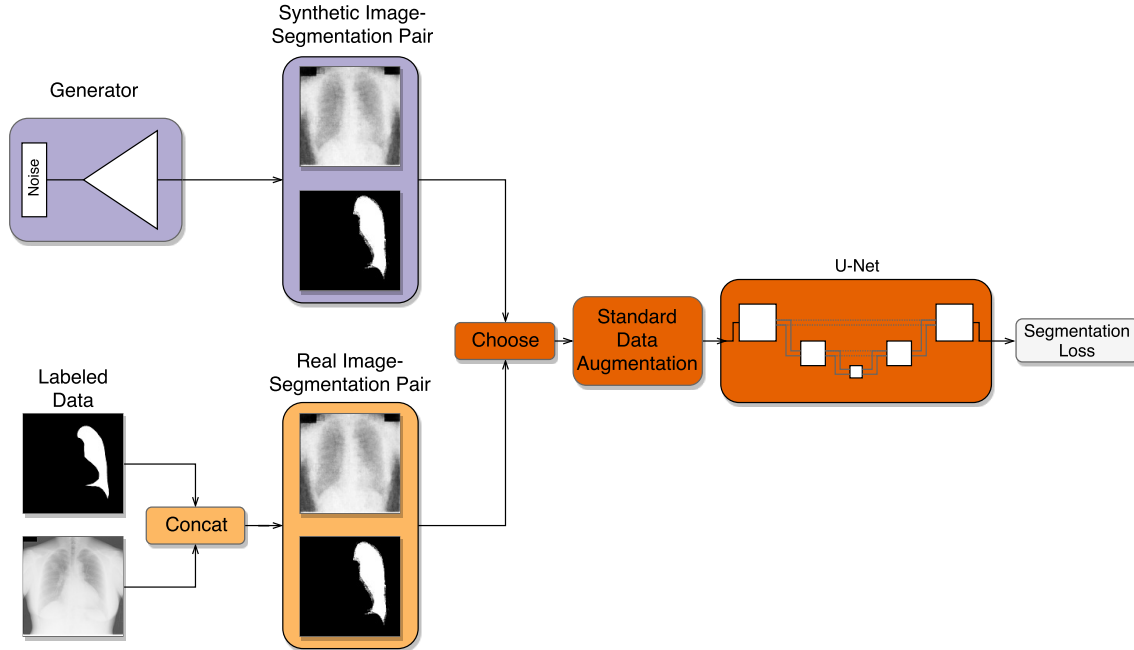 Synthetic Image-
Segmentation Pair
Generator
Noise
U-Net
Choose
Standard
Data
Augmentation
Segmentation
Loss
Real Image-
Segmentation Pair
Labeled
Data
Concat